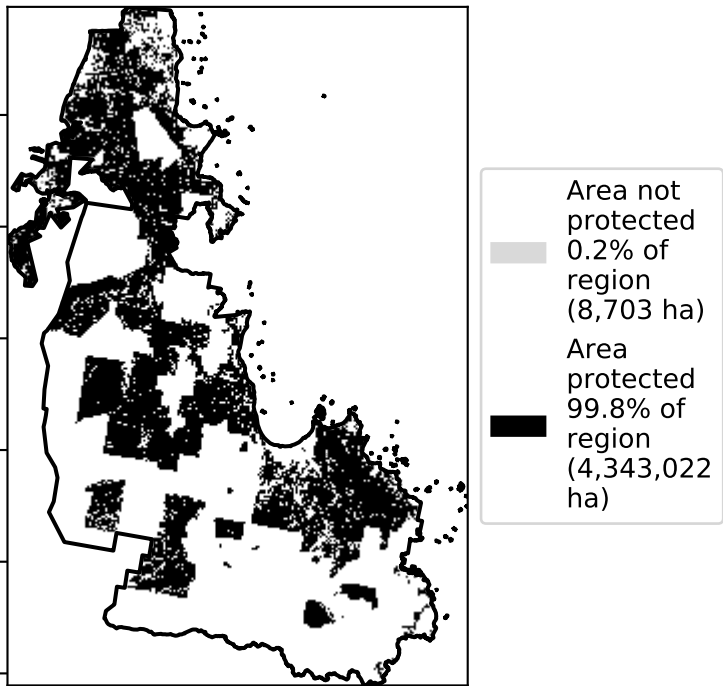 Area not
protected
0.2% of
region
(8,703 ha)
Area
protected
99.8% of
region
(4,343,022
ha)